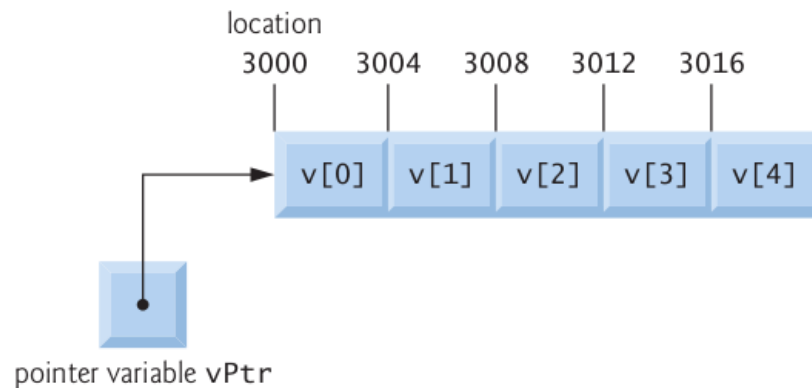 location
3000 3004 3008 3012 3016
v[0] v[1] v[2] v[3] v[4]
pointer variable vPtr